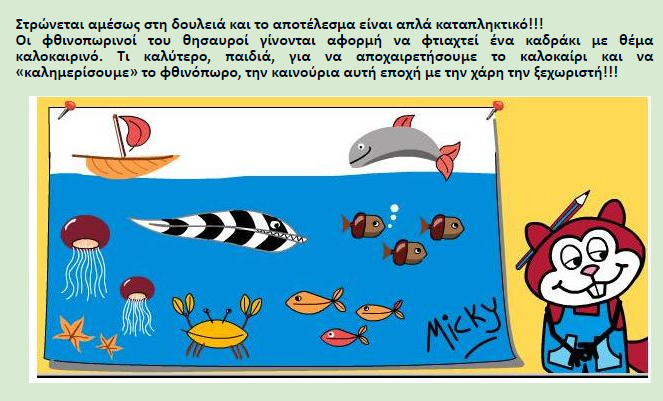 Στρώνεται αμέσως στη δουλειά και το αποτέλεσμα είναι απλά καταπληκτικό!!!
Οι φθινοπωρινοί του θησαυροί γίνονται αφορμή να φτιαχτεί ένα καδράκι με θέμα
καλοκαιρινό. Τι καλύτερο, παιδιά, για να αποχαιρετήσουμε το καλοκαίρι και να
«καλημερίσουμε» το φθινόπωρο, την καινούρια αυτή εποχή με την χάρη την ξεχωριστή!!!
MICKY